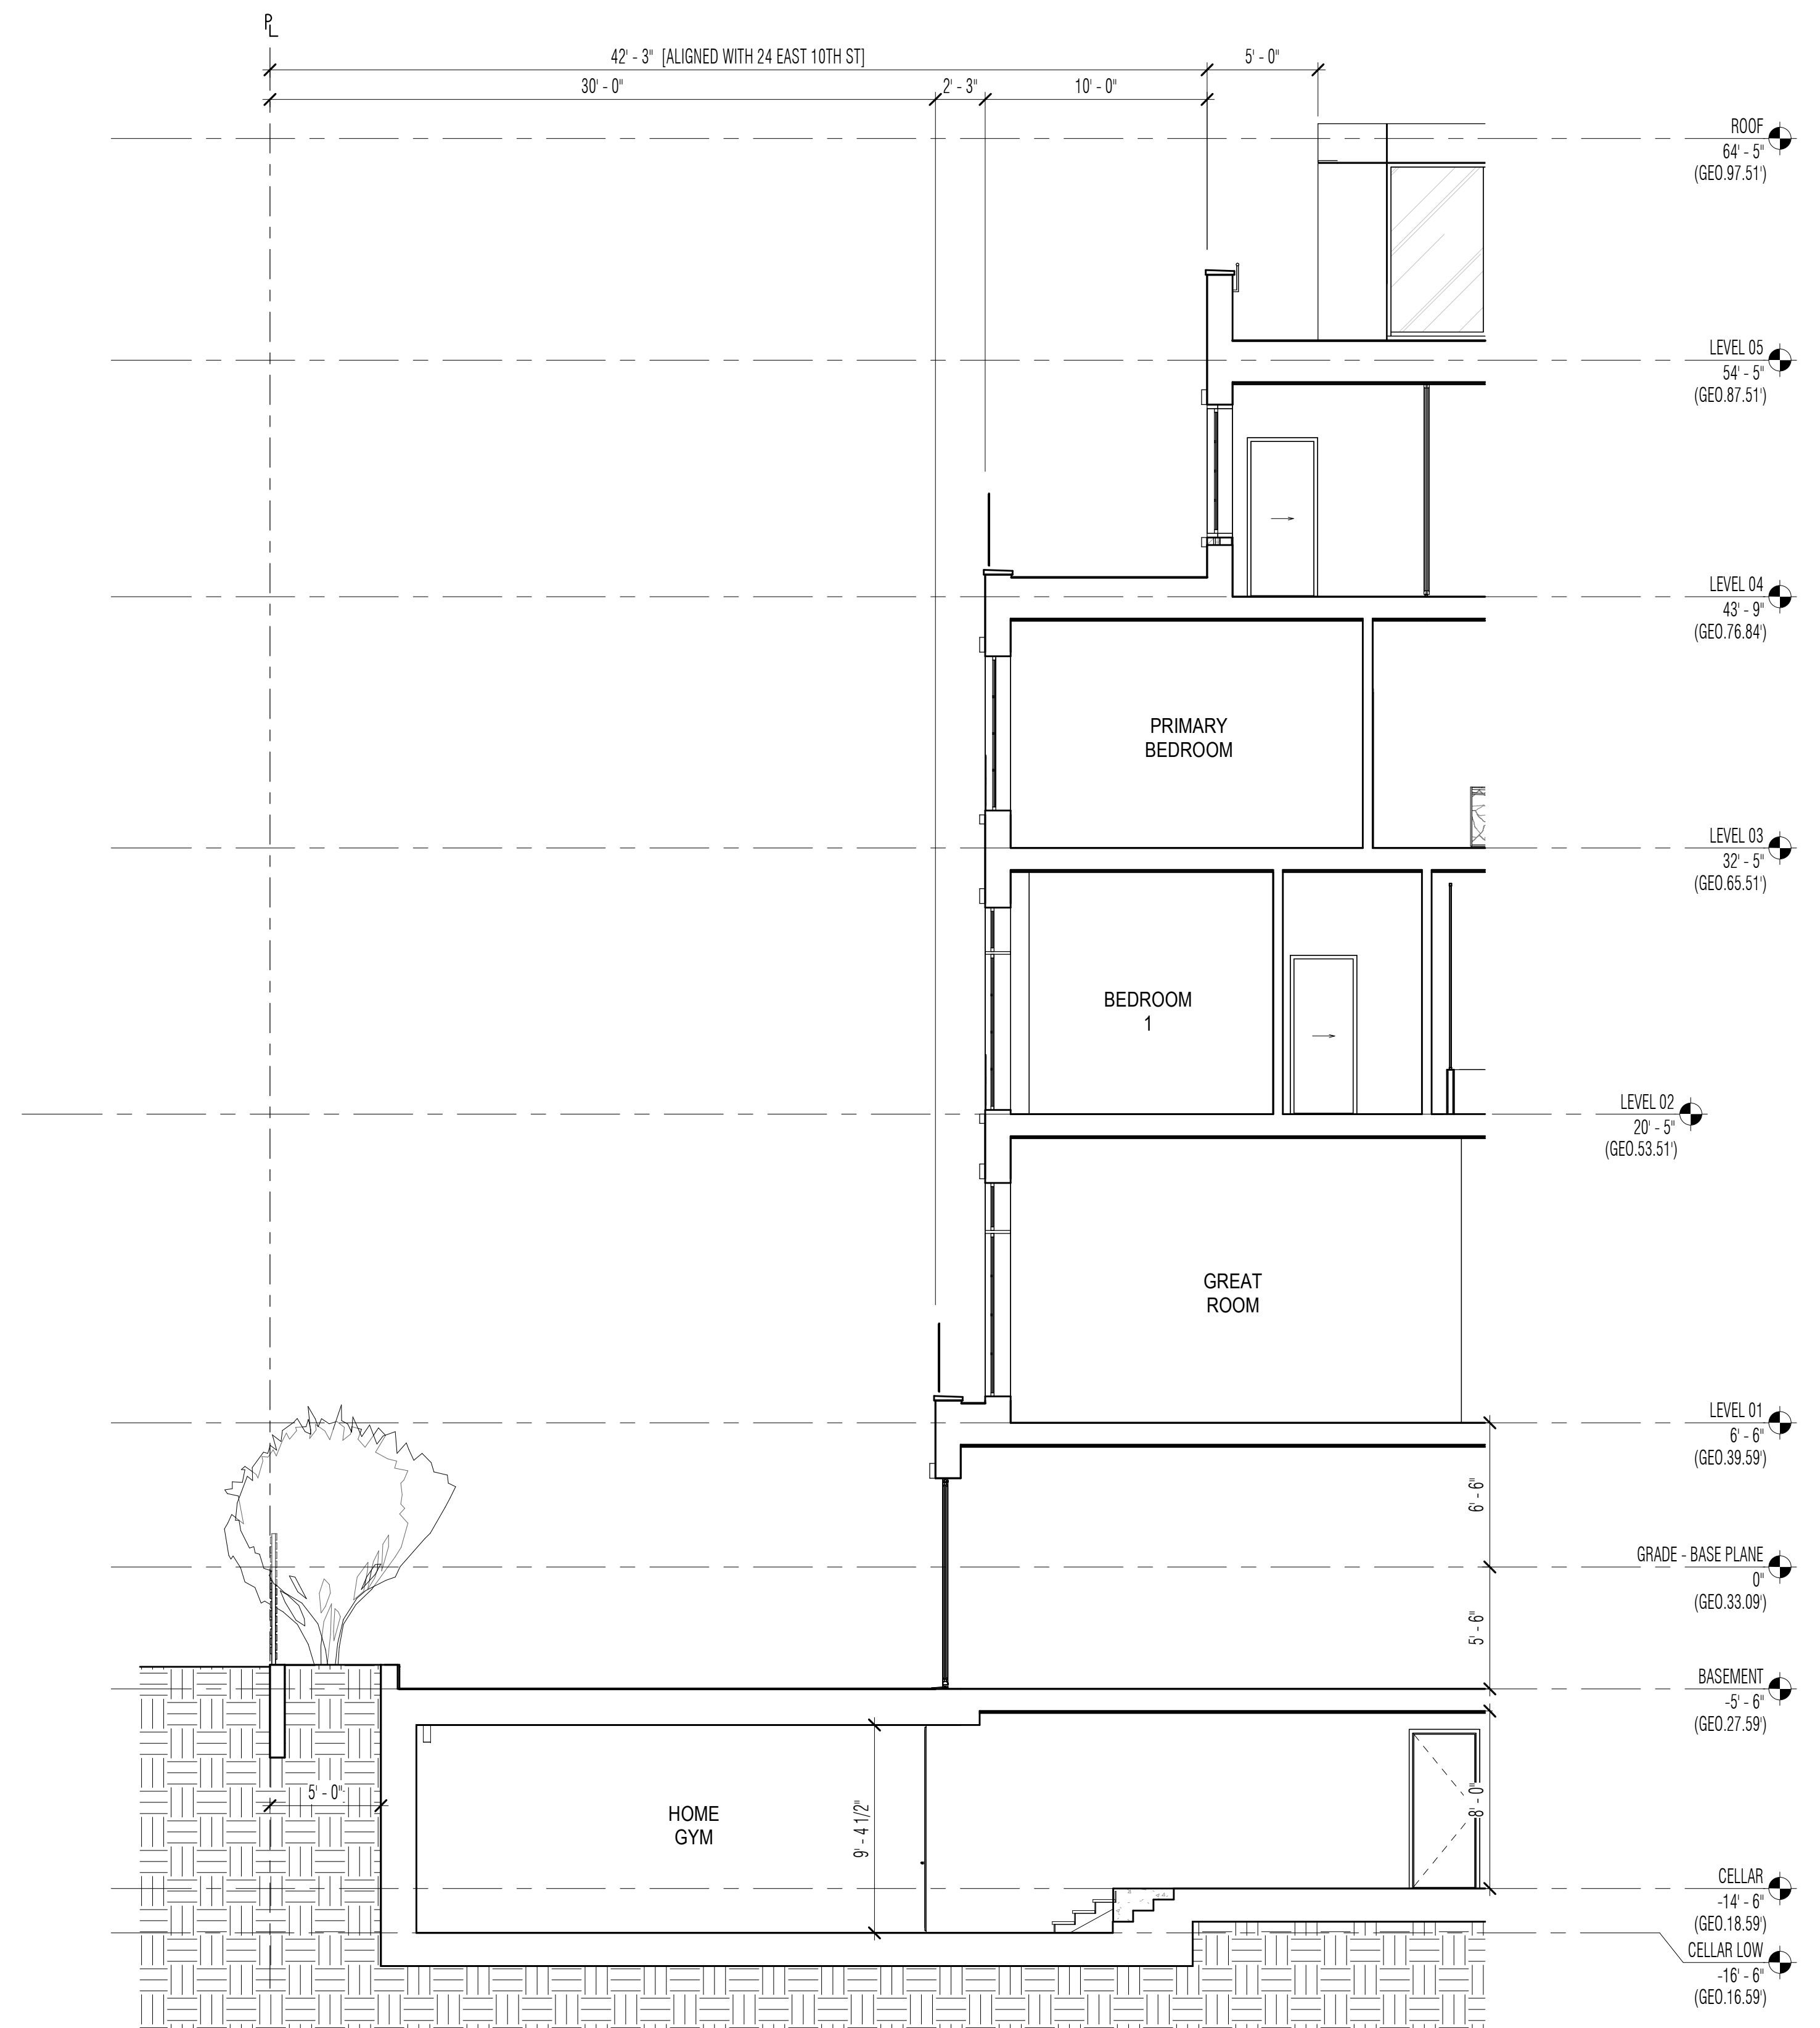 PL
42' - 3" [ALIGNED WITH 24 EAST 10TH ST]
5' - 0"
30' - 0"
2' - 3"
10' - 0"
ROOF
64' - 5"
(GEO.97.51')
LEVEL 05
54' - 5"
(GEO.87.51')
LEVEL 04
43' - 9"
(GEO.76.84')
PRIMARY
BEDROOM
LEVEL 03
32' - 5"
(GEO.65.51')
BEDROOM
1
LEVEL 02
20' - 5"
(GEO.53.51')
GREAT
ROOM
LEVEL 01
6' - 6"
(GEO.39.59')
6' - 6"
GRADE - BASE PLANE
0"
(GEO.33.09')
5' - 6"
BASEMENT
-5' - 6"
(GEO.27.59')
5' - 0"
HOME
GYM
9' - 4 1/2"
8' - 0"
CELLAR
-14' - 6"
(GEO.18.59')
CELLAR LOW
-16' - 6"
(GEO.16.59')